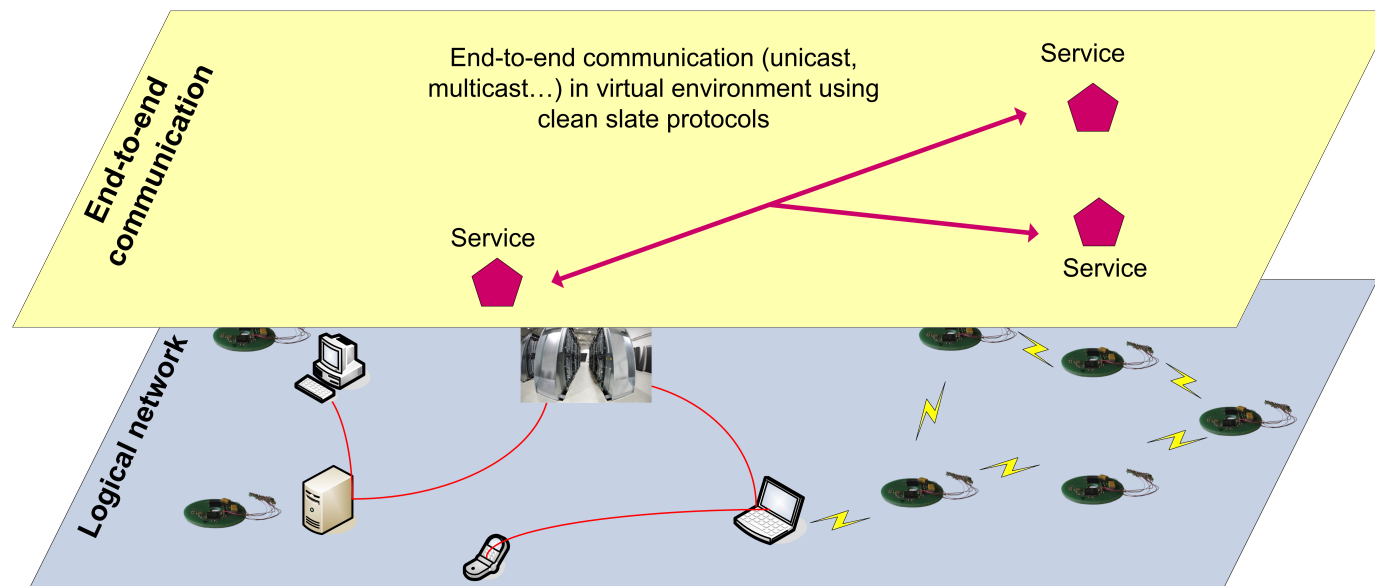 End-to-end
communication
End-to-end communication (unicast,
multicast…) in virtual environment using
clean slate protocols
Service
Service
Service
Logical network